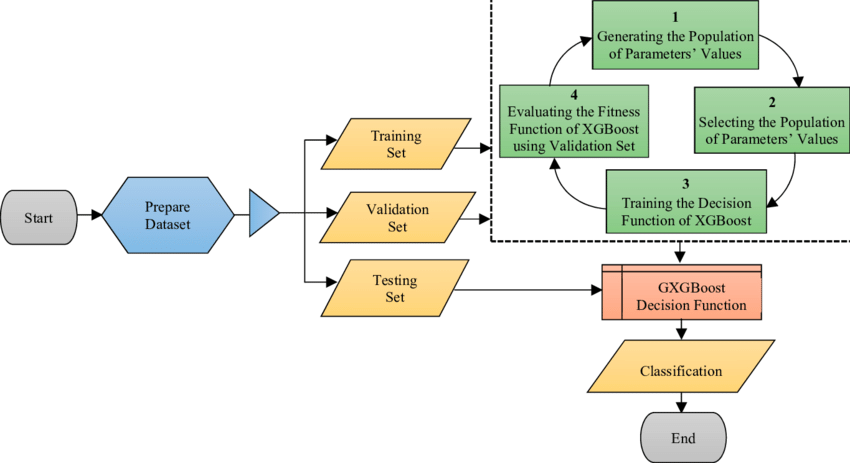 Start
Prepare
Dataset
Training
Set
Validation
Set
Testing
Set
1
Generating the Population
of Parameters’ Values
2
Selecting the Population
of Parameters’ Values
3
Training the Decision
Function of XGBoost
4
Evaluating the Fitness
Function of XGBoost
using Validation Set
GXGBoost
Decision Function
Classification
End